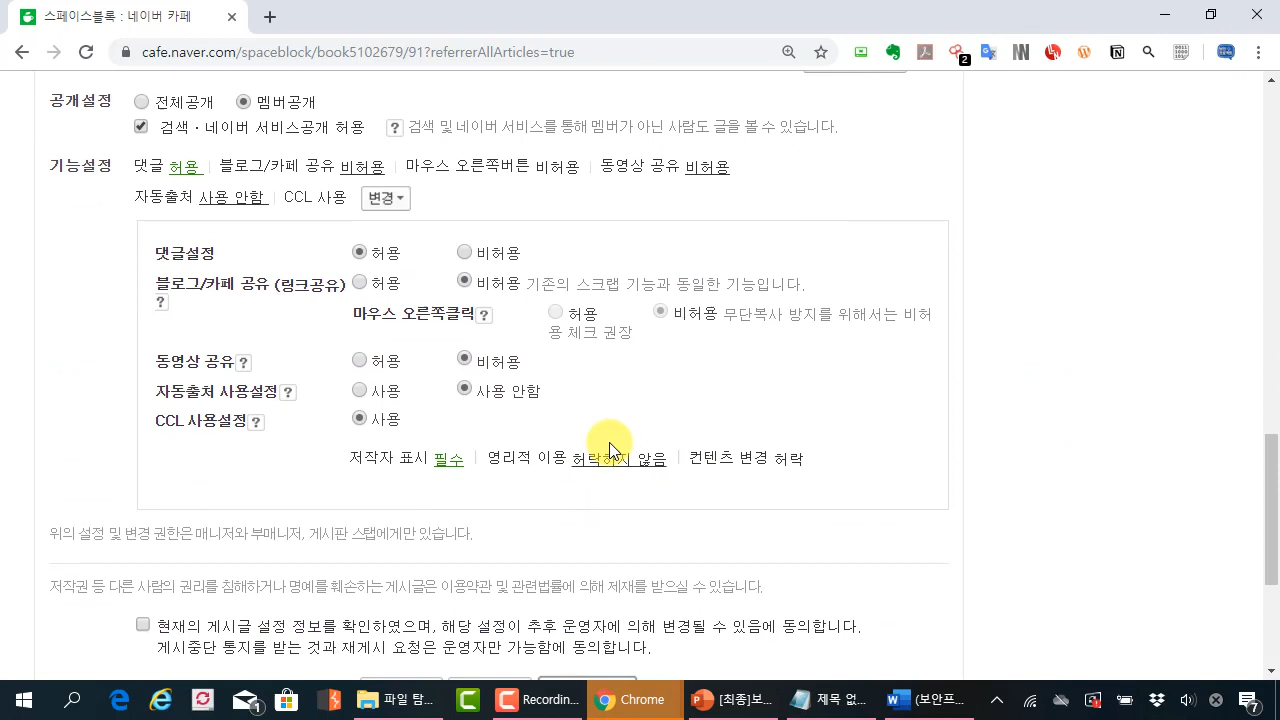 스페이스블록 : 네이버 카페
cafe.naver.com/spaceblock/book5102679/91?referrerAllArticles=true
2
공개설정 전체공개 멤버공개
검색 · 네이버 서비스공개 허용 ? 검색 및 네이버 서비스를 통해 멤버가 아닌 사람도 글을 볼 수 있습니다.
기능설정 댓글 허용 블로그/카페 공유 비허용 마우스 오른쪽버튼 비허용 동영상 공유 비허용
자동출처 사용 안함 CCL 사용 변경
댓글설정 허용 비허용
블로그/카페 공유 (링크공유) 허용 비허용 기존의 스크랩 기능과 동일한 기능입니다.
?
마우스 오른쪽클릭 ? 허용 비허용 무단복사 방지를 위해서는 비허
용 체크 권장
동영상 공유 ? 허용 비허용
자동출처 사용설정 ? 사용 사용 안함
CCL 사용설정 ? 사용
저작자 표시 필수 영리적 이용 허락하지 않음 컨텐츠 변경 허락
위의 설정 및 변경 권한은 매니저와 부매니저, 게시판 스탭에게만 있습니다.
저작권 등 다른 사람의 권리를 침해하거나 명예를 훼손하는 게시글은 이용약관 및 관련법률에 의해 제재를 받으실 수 있습니다.
현재의 게시글 설정 정보를 확인하였으며, 해당 설정이 추후 운영자에 의해 변경될 수 있음에 동의합니다.
게시중단 통지를 받는 것과 재게시 요청은 운영자만 가능함에 동의합니다.
1 파일 탐... Recording... Chrome [최종]보... 제목 없... (보안프... 7